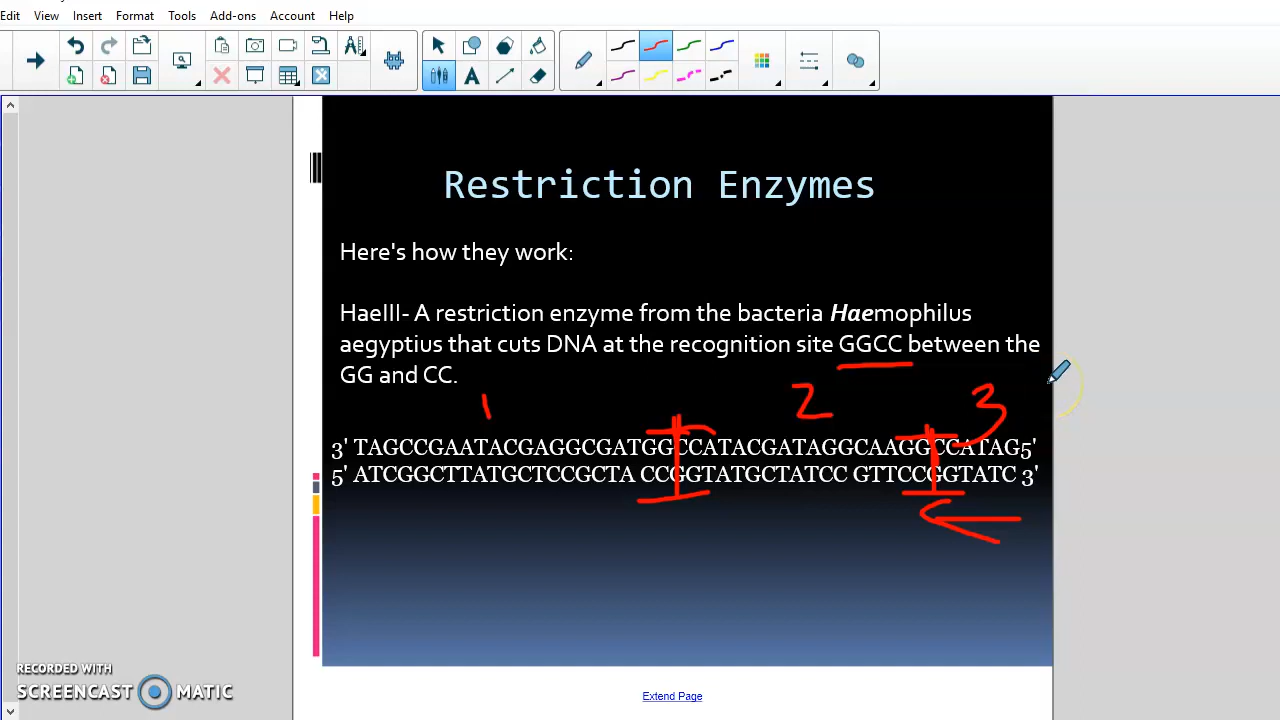 Edit View Insert Format Tools Add-ons Account Help
Restriction Enzymes
Here's how they work:
HaeIII- A restriction enzyme from the bacteria Haemophilus
aegyptius that cuts DNA at the recognition site GGCC between the
GG and CC.
1 2 3
3' TAGCCGAATACGAGGCGATGGCCATACGATAGGCAAGGCCATAG5'
5' ATCGGCTTATGCTCCGCTA CCGGTATGCTATCC GTTCCGGTATC 3'
RECORDED WITH
SCREENCAST MATIC
Extend Page